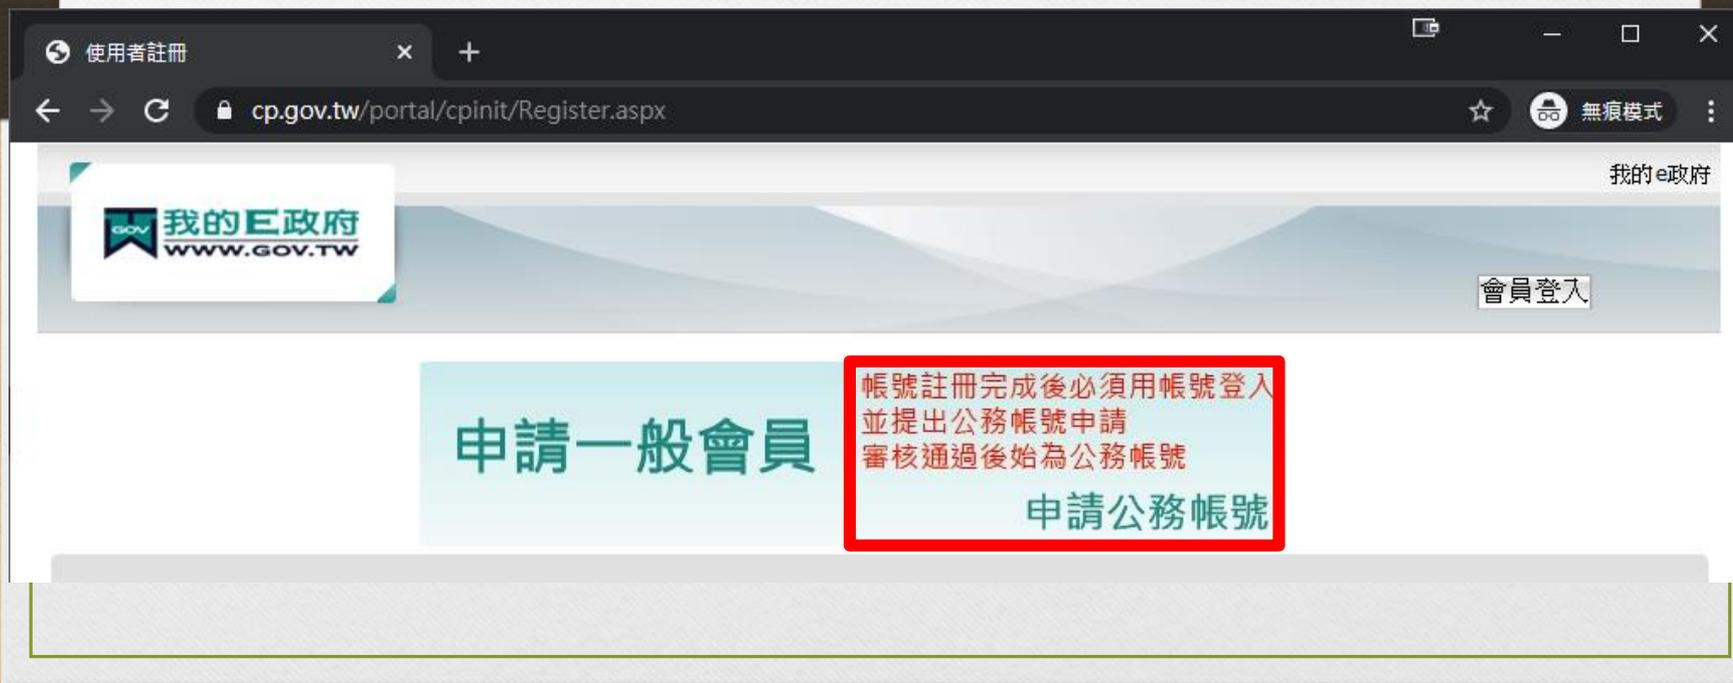 使用者註冊
cp.gov.tw/portal/cpinit/Register.aspx
無痕模式
我的e政府
GOV 我的E政府
WWW.GOV.TW
會員登入
申請一般會員
帳號註冊完成後必須用帳號登入
並提出公務帳號申請
審核通過後始為公務帳號
申請公務帳號